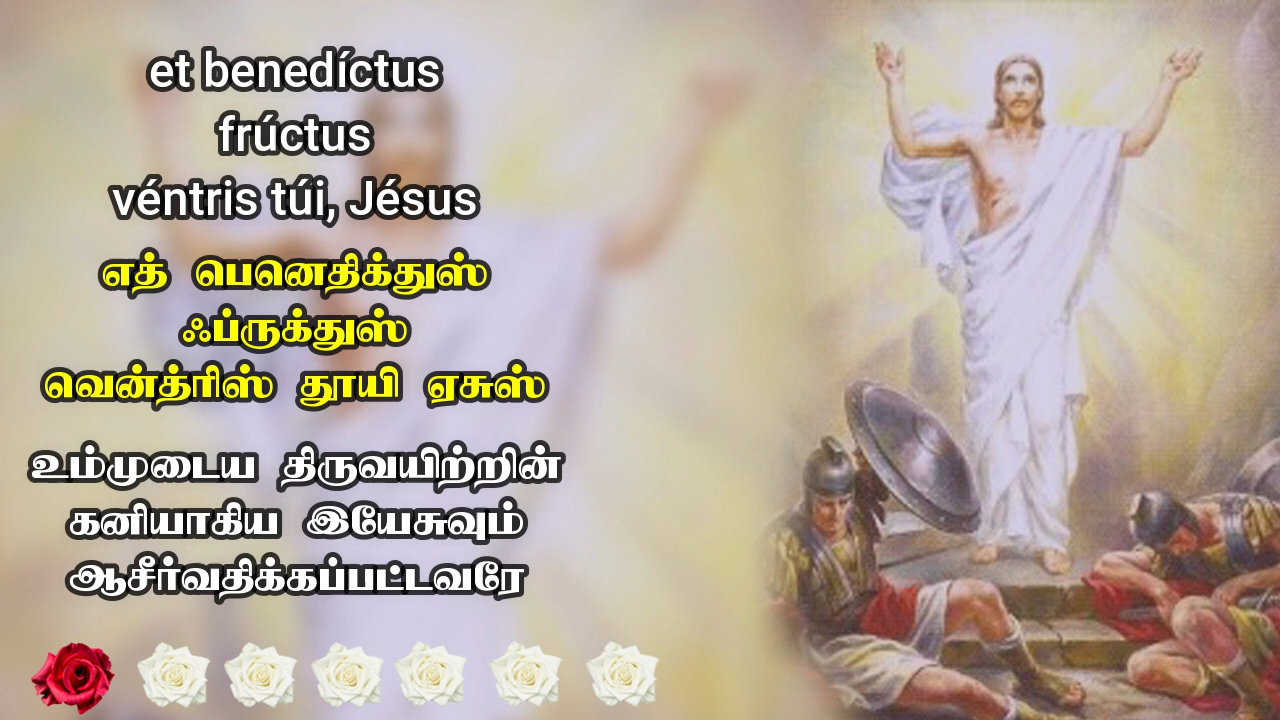 et benedíctus
frúctus
véntris túi, Jésus
எத் பெனெதிக்துஸ்
ஃப்ருக்துஸ்
வென்த்ரிஸ் தூயி ஏசுஸ்
உம்முடைய திருவயிற்றின்
கனியாகிய இயேசுவும்
ஆசீர்வதிக்கப்பட்டவரே